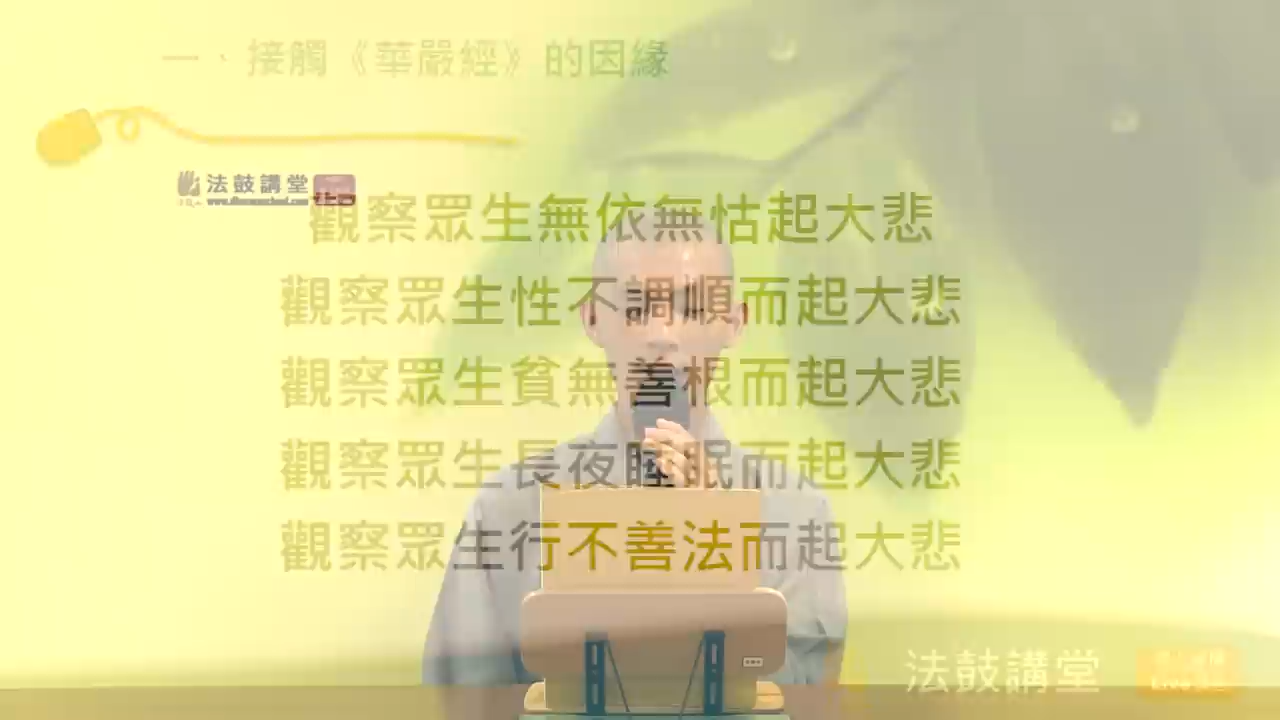 一、接觸《華嚴經》的因緣
法鼓講堂
觀察眾生無依無怙起大悲
觀察眾生性不調順而起大悲
觀察眾生貧無善根而起大悲
觀察眾生長夜睡眠而起大悲
觀察眾生行不善法而起大悲
法鼓講堂